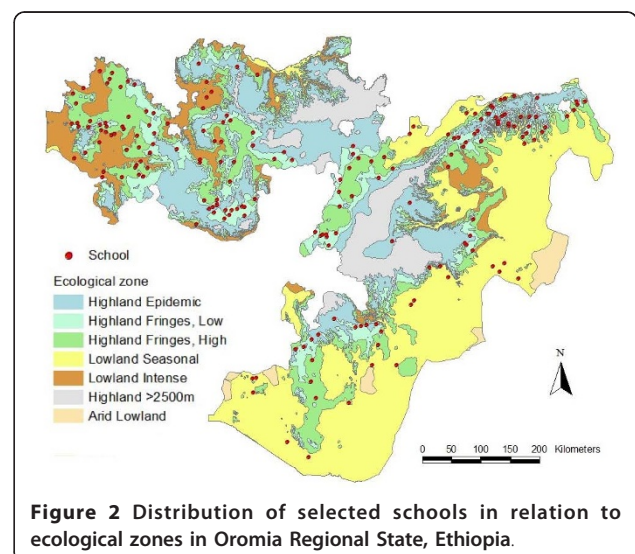 School
Ecological zone
Highland Epidemic
Highland Fringes, Low
Highland Fringes, High
Lowland Seasonal
Lowland Intense
Highland >2500m
Arid Lowland
N
0 50 100 150 200 Kilometers
Figure 2 Distribution of selected schools in relation to
ecological zones in Oromia Regional State, Ethiopia.